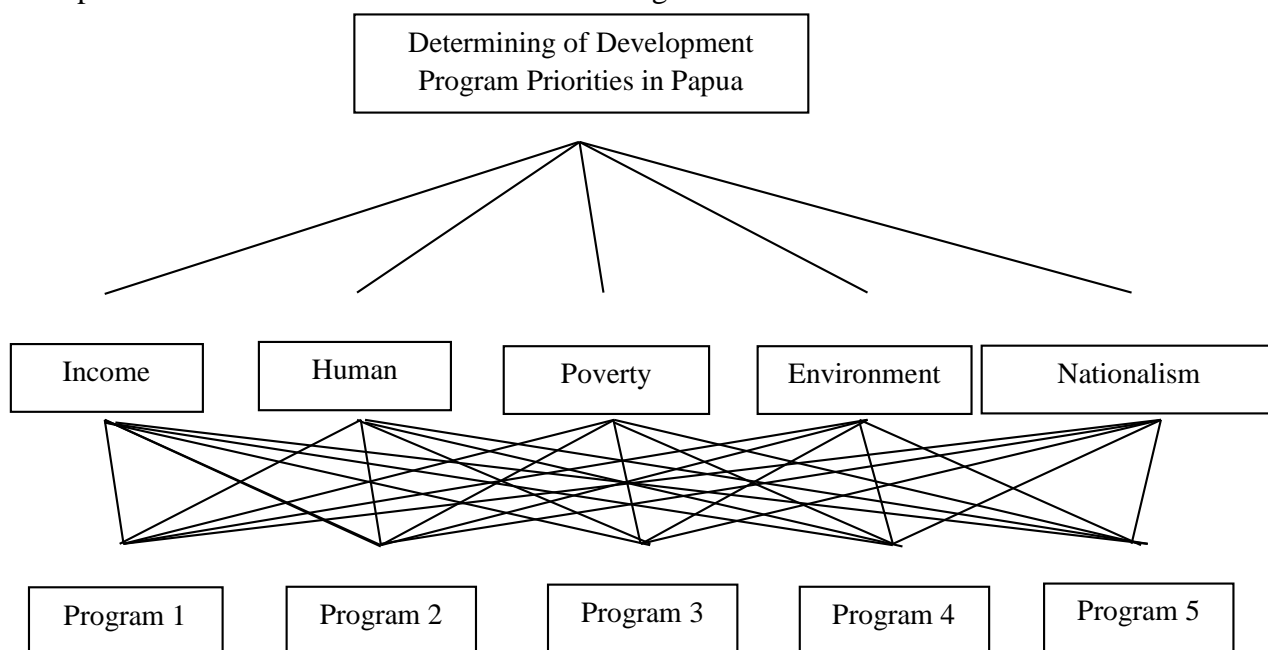 Determining of Development
Program Priorities in Papua
Income
Human
Poverty
Environment
Nationalism
Program 1
Program 2
Program 3
Program 4
Program 5